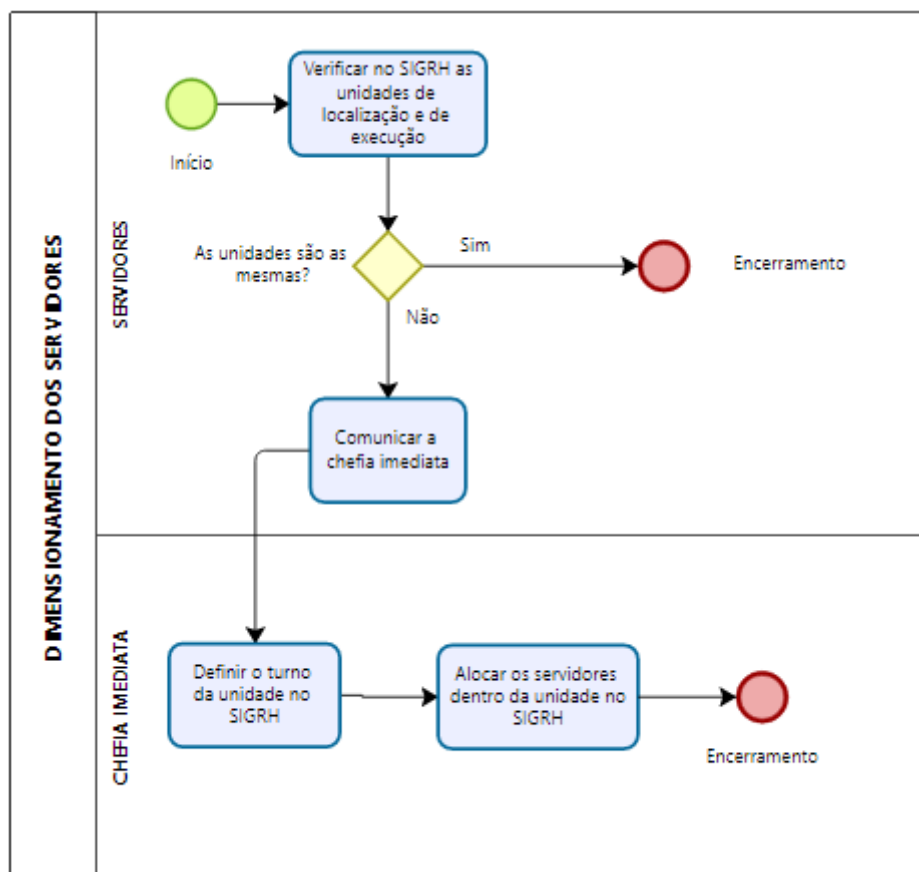 DIMENSIONAMENTO DOS SERVIDORES
SERVIDORES
Verificar no SIGRH as
unidades de
localização e de
execução
Início
As unidades são as
mesmas?
Sim
Encerramento
Não
Comunicar a
chefia imediata
CHEFIA IMEDIATA
Definir o turno
da unidade no
SIGRH
Alocar os servidores
dentro da unidade no
SIGRH
Encerramento